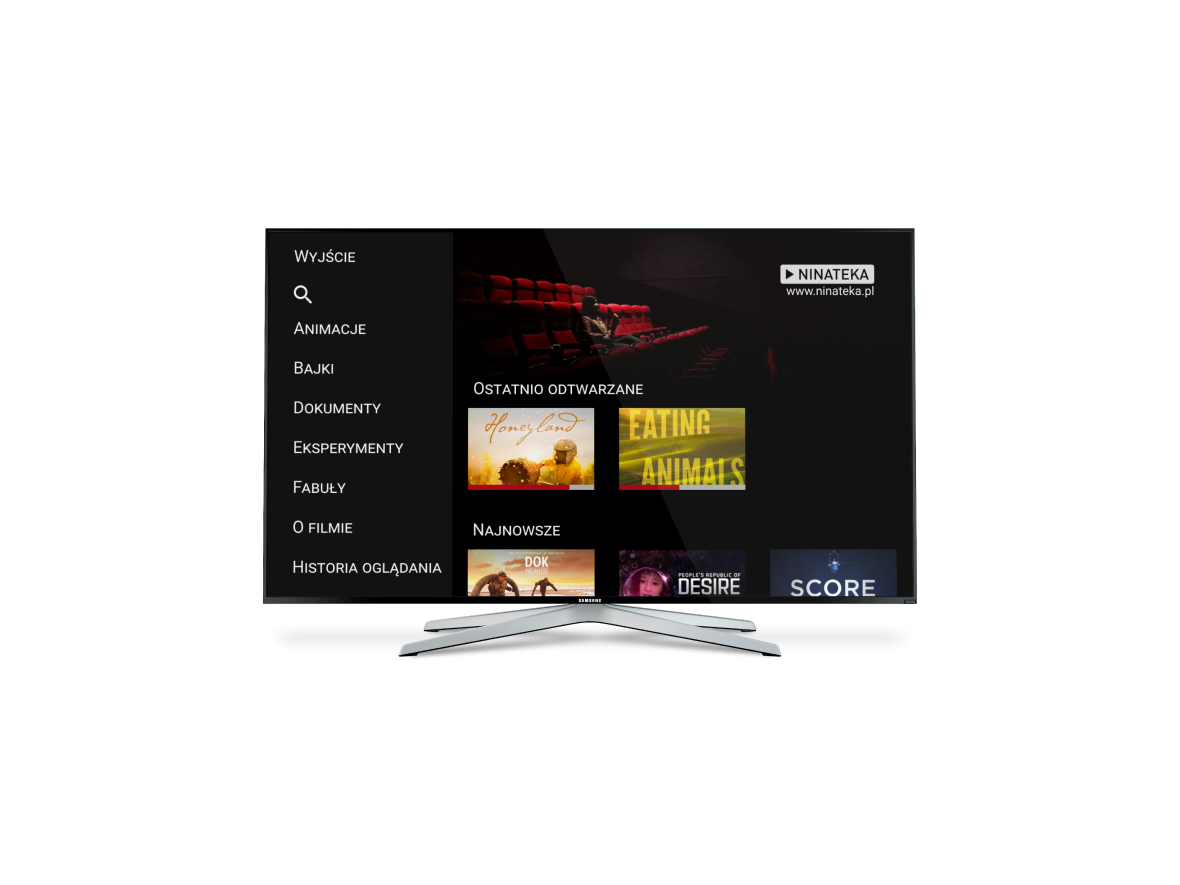 WYJŚCIE
ANIMACJE
BAJKI
DOKUMENTY
EKSPERYMENTY
FABUŁY
O FILMIE
HISTORIA OGLĄDANIA
NINATEKA
www.ninateka.pl
OSTATNIO ODTWARZANE
Honeyland
EATING
ANIMALS
NAJNOWSZE
DOK
PEOPLE'S REPUBLIC OF
DESIRE
SCORE
SAMSUNG